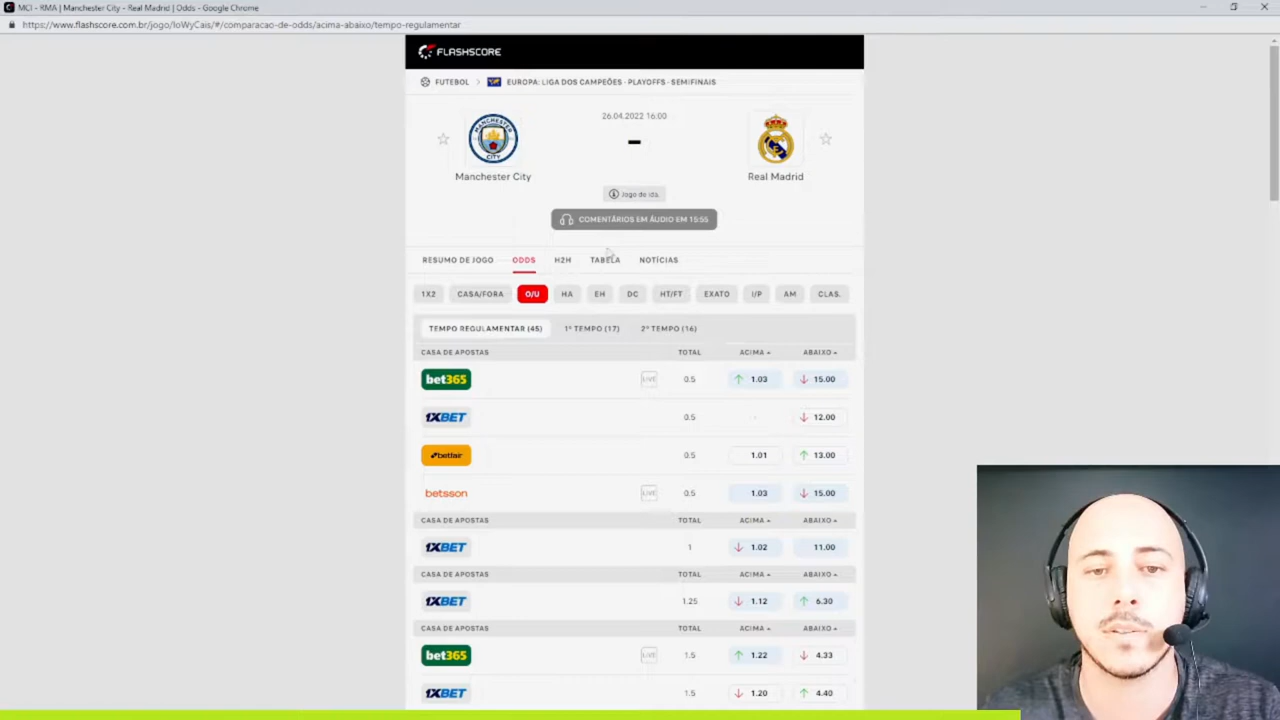 MCI - RMA | Manchester City - Real Madrid | Odds - Google Chrome
https://www.flashscore.com.br/jogo/IoWyCais/#/comparacao-de-odds/acima-abaixo/tempo-regulamentar
FLASHSCORE
FUTEBOL > EUROPA: LIGA DOS CAMPEÕES - PLAYOFFS - SEMIFINAIS
26.04.2022 16:00
-
Manchester City
Real Madrid
Jogo de ida.
COMENTÁRIOS EM ÁUDIO EM 15:55
RESUMO DE JOGO ODDS H2H TABELA NOTÍCIAS
1X2 CASA/FORA O/U HA EH DC HT/FT EXATO I/P AM CLAS.
TEMPO REGULAMENTAR (45) 1º TEMPO (17) 2º TEMPO (16)
CASA DE APOSTAS TOTAL ACIMA ABAIXO
bet365 LIVE 0.5 1.03 15.00
1XBET 0.5 - 12.00
betfair 0.5 1.01 13.00
betsson LIVE 0.5 1.03 15.00
CASA DE APOSTAS TOTAL ACIMA ABAIXO
1XBET 1 1.02 11.00
CASA DE APOSTAS TOTAL ACIMA ABAIXO
1XBET 1.25 1.12 6.30
CASA DE APOSTAS TOTAL ACIMA ABAIXO
bet365 LIVE 1.5 1.22 4.33
1XBET 1.5 1.20 4.40